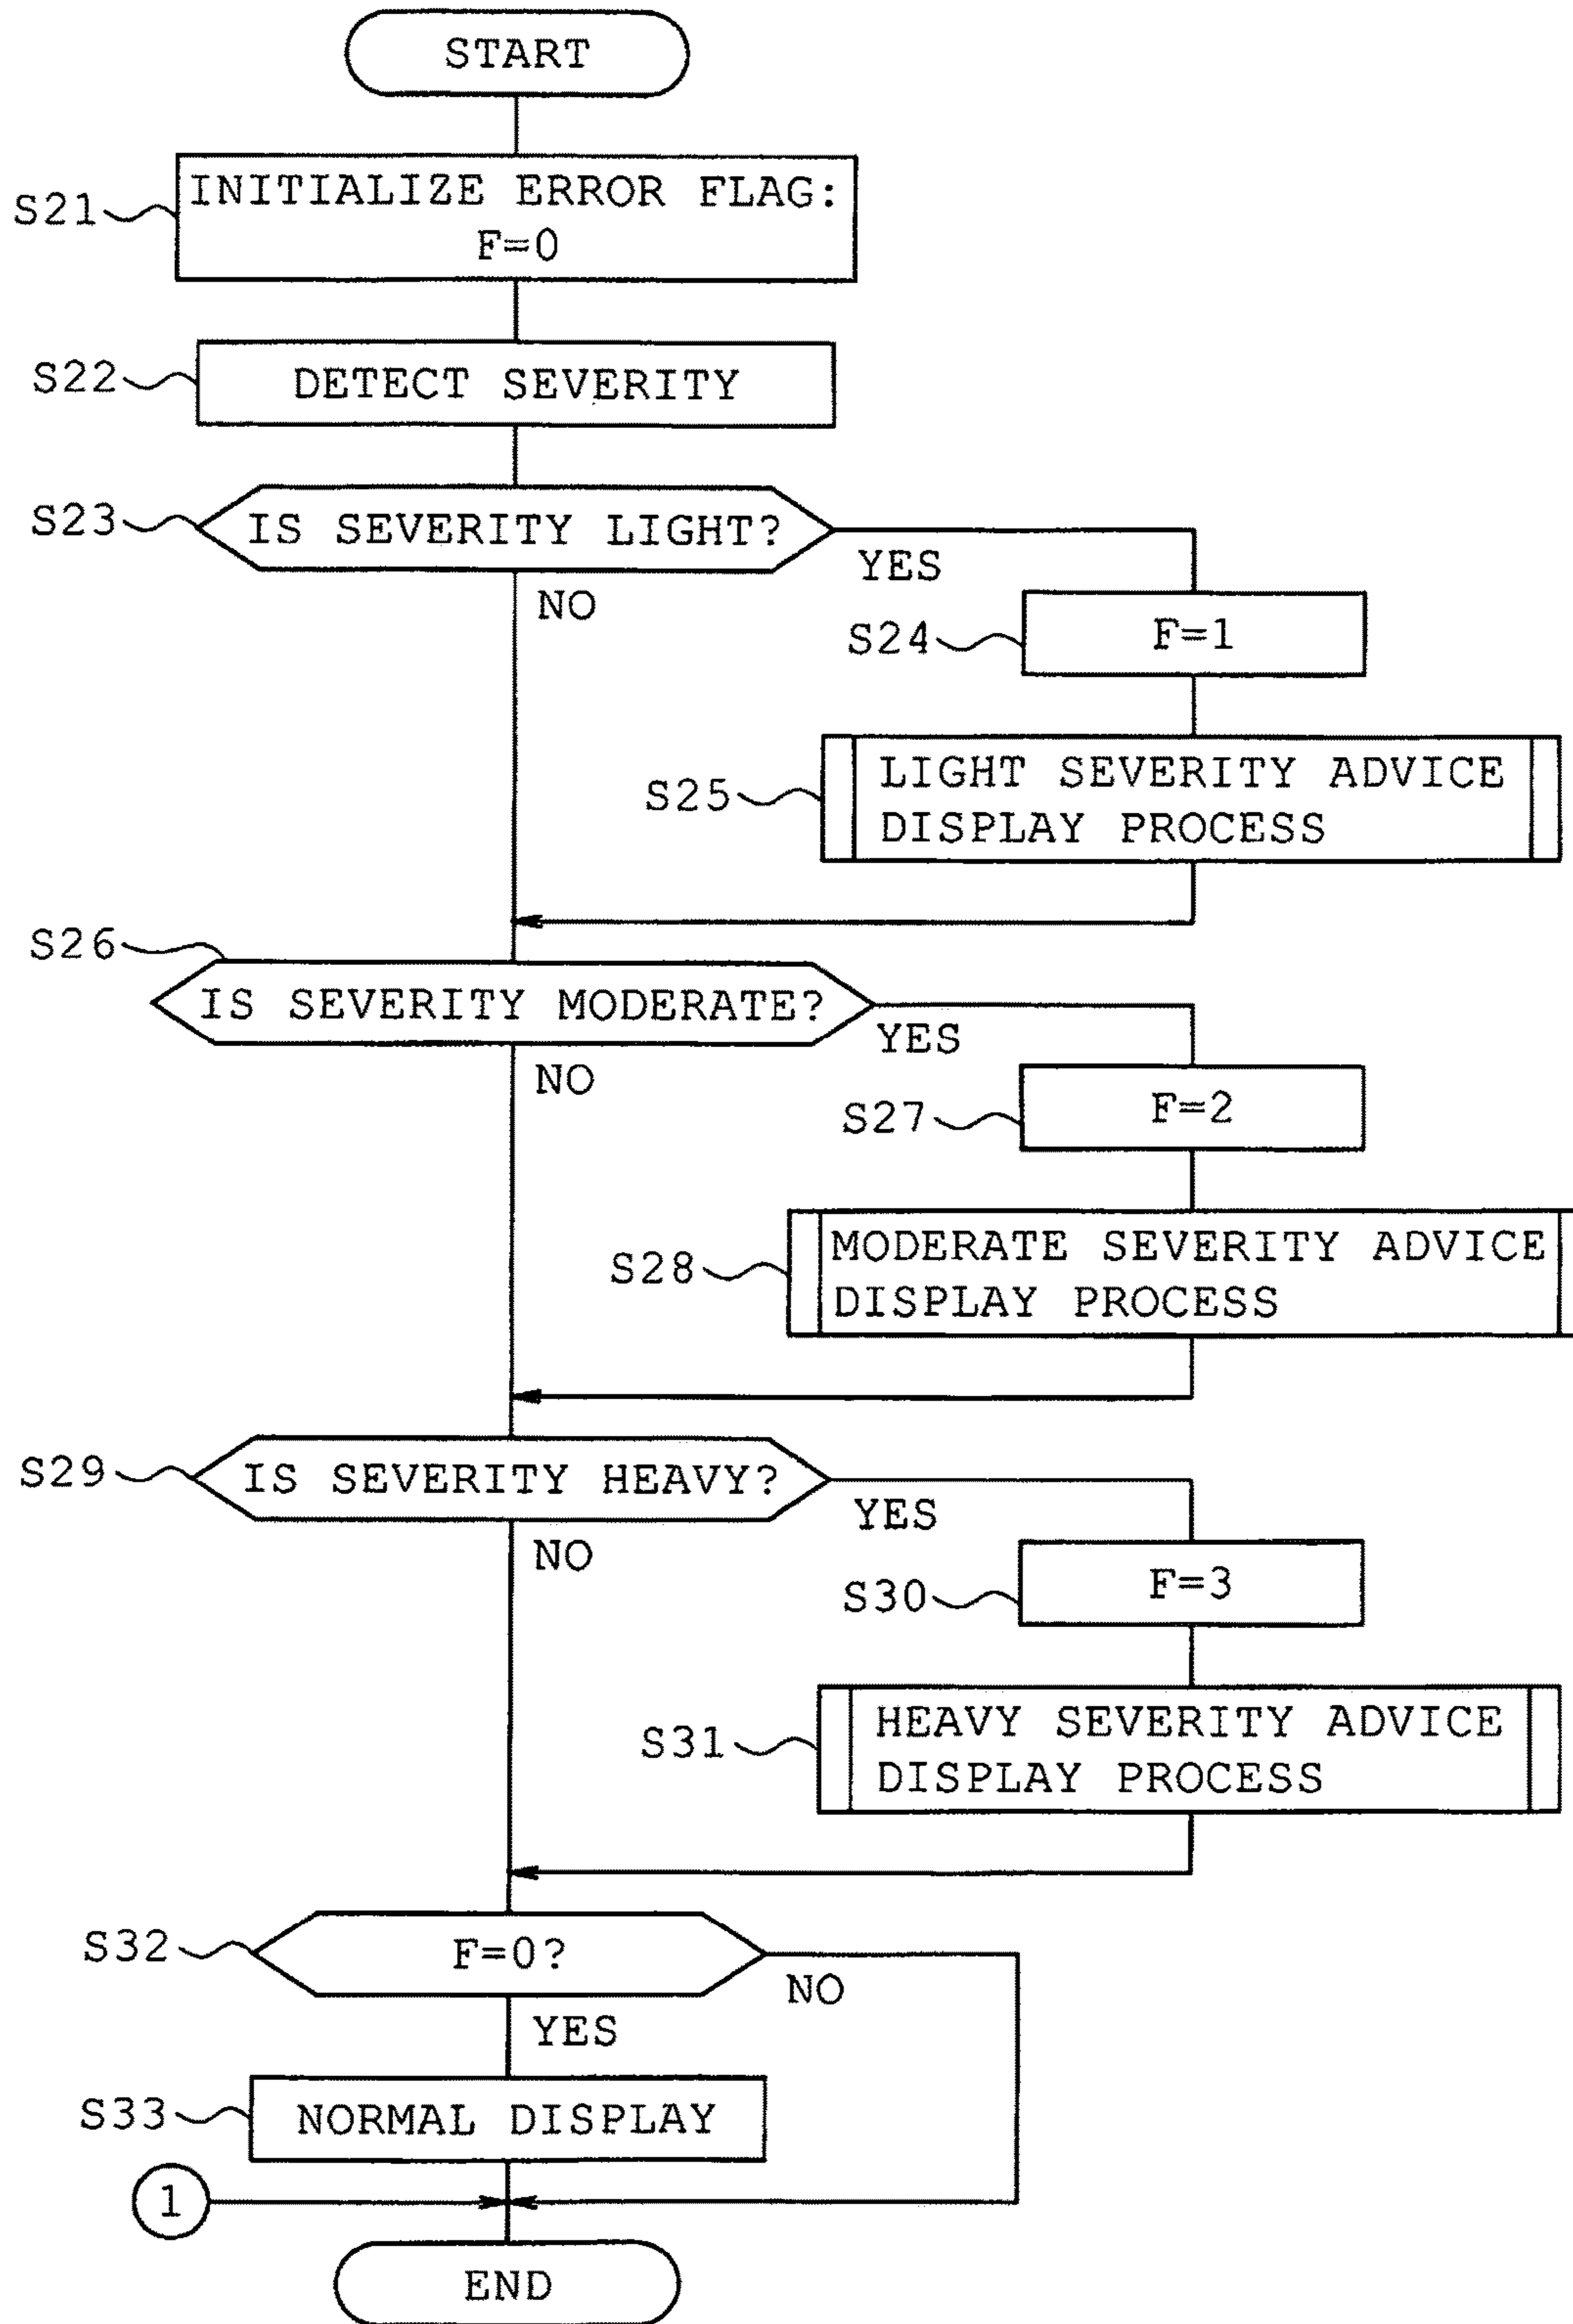 START
S21
INITIALIZE ERROR FLAG:
F=0
S22
DETECT SEVERITY
S23
IS SEVERITY LIGHT?
YES
NO
S24
F=1
S25
LIGHT SEVERITY ADVICE
DISPLAY PROCESS
S26
IS SEVERITY MODERATE?
YES
NO
S27
F=2
S28
MODERATE SEVERITY ADVICE
DISPLAY PROCESS
S29
IS SEVERITY HEAVY?
YES
NO
S30
F=3
S31
HEAVY SEVERITY ADVICE
DISPLAY PROCESS
S32
F=0?
NO
YES
S33
NORMAL DISPLAY
1
END